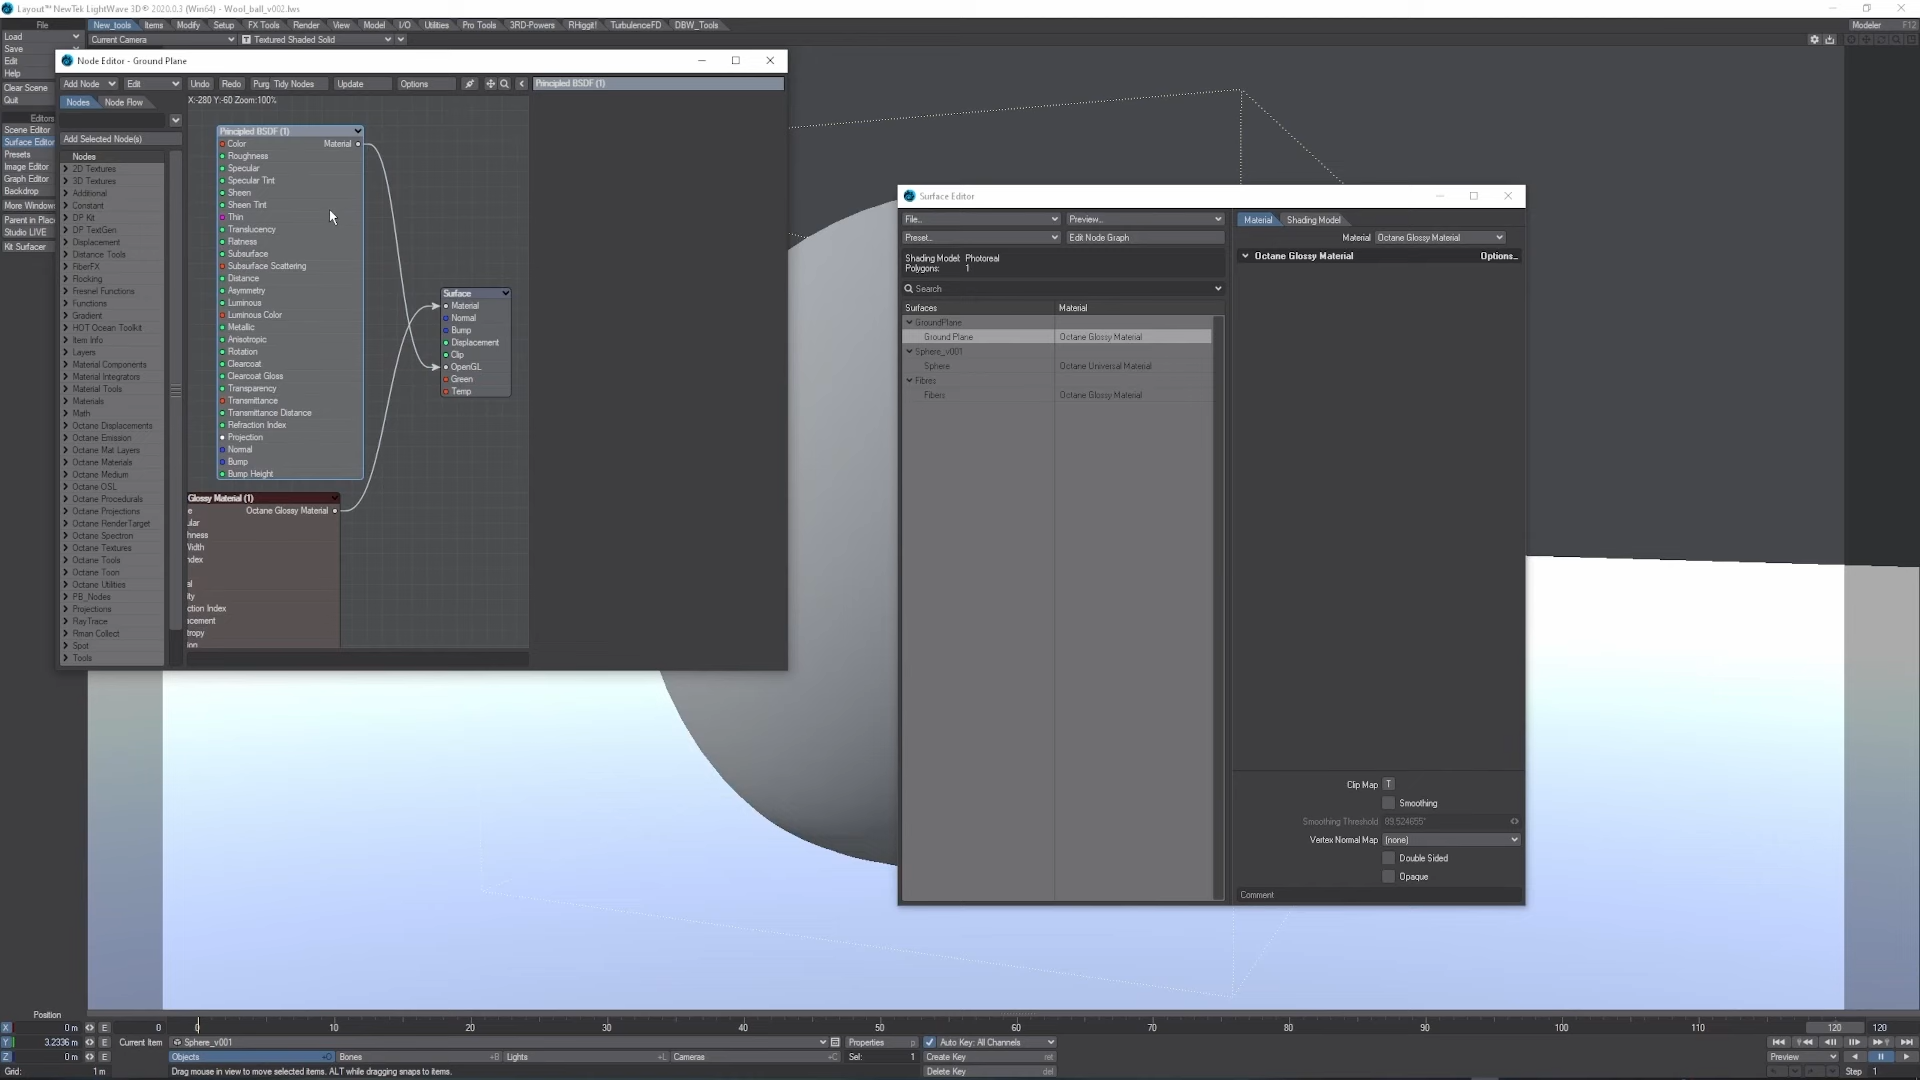 Layout™ NewTek LightWave 3D® 2020.0.3 (Win64) - Wool_ball_v002.lws
File New_tools Items Modify Setup FX Tools Render View Model I/O Utilities Pro Tools 3RD-Powers RHiggit! TurbulenceFD DBW_Tools Modeler F12
Load Current Camera Textured Shaded Solid
Save
Edit
Help
Clear Scene
Quit
Editors
Scene Editor
Surface Editor
Presets
Image Editor
Graph Editor
Backdrop
More Window
Parent in Place
Studio LIVE
Kit Surfacer
Node Editor - Ground Plane
Add Node Edit Undo Redo Purg Tidy Nodes Update Options Principled BSDF (1)
Nodes Node Flow X:-280 Y:-60 Zoom:100%
Add Selected Node(s)
Nodes
2D Textures
3D Textures
Additional
Constant
DP Kit
DP TextGen
Displacement
Distance Tools
FiberFX
Flocking
Fresnel Functions
Functions
Gradient
HOT Ocean Toolkit
Item Info
Layers
Material Components
Material Integrators
Material Tools
Materials
Math
Octane Displacements
Octane Emission
Octane Mat Layers
Octane Materials
Octane Medium
Octane OSL
Octane Procedurals
Octane Projections
Octane RenderTarget
Octane Spectron
Octane Textures
Octane Tools
Octane Toon
Octane Utilities
PB_Nodes
Projections
RayTrace
Rman Collect
Spot
Tools
Principled BSDF (1)
Color Material
Roughness
Specular
Specular Tint
Sheen
Sheen Tint
Thin
Translucency
Flatness
Subsurface
Subsurface Scattering
Distance
Asymmetry
Luminous
Luminous Color
Metallic
Anisotropic
Rotation
Clearcoat
Clearcoat Gloss
Transparency
Transmittance
Transmittance Distance
Refraction Index
Projection
Normal
Bump
Bump Height
Glossy Material (1)
e Octane Glossy Material
ular
hness
Width
ndex
al
ity
ction Index
acement
tropy
ion
Surface
Material
Normal
Bump
Displacement
Clip
OpenGL
Green
Temp
Surface Editor
File... Preview...
Preset... Edit Node Graph
Shading Model: Photoreal
Polygons: 1
Search
Surfaces Material
GroundPlane
Ground Plane Octane Glossy Material
Sphere_v001
Sphere Octane Universal Material
Fibres
Fibers Octane Glossy Material
Material Shading Model
Material Octane Glossy Material
Octane Glossy Material Options...
Clip Map T
Smoothing
Smoothing Threshold 89.524655°
Vertex Normal Map (none)
Double Sided
Opaque
Comment
Position
X 0 m E 0 0 10 20 30 40 50 60 70 80 90 100 110 120 120
Y 3.2336 m E Current Item Sphere_v001 Properties p Auto Key: All Channels
Z 0 m E Objects +O Bones +B Lights +L Cameras +C Sel: 1 Create Key ret Preview
Grid: 1 m Drag mouse in view to move selected items. ALT while dragging snaps to items. Delete Key del Step 1